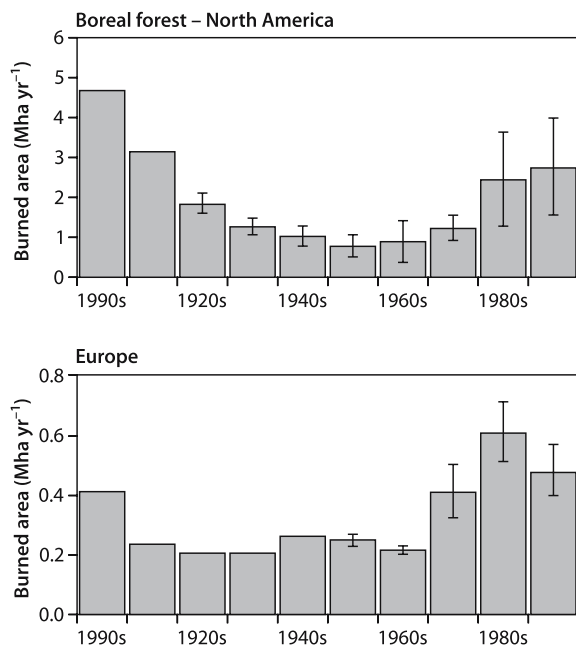 Boreal forest – North America
Burned area (Mha yr⁻¹)
6
5
4
3
2
1
0
1990s 1920s 1940s 1960s 1980s
Europe
Burned area (Mha yr⁻¹)
0.8
0.6
0.4
0.2
0.0
1990s 1920s 1940s 1960s 1980s